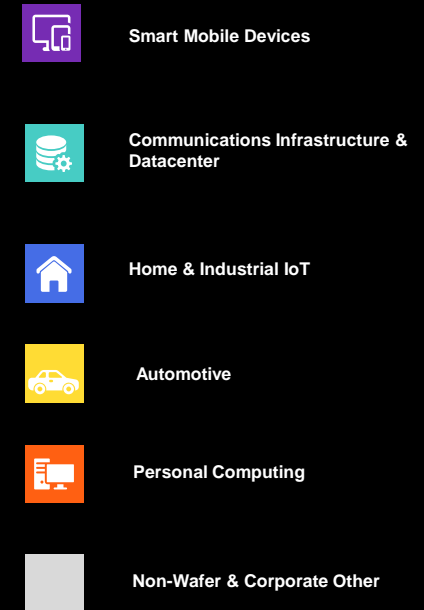 Smart Mobile Devices
Communications Infrastructure &
Datacenter
Home & Industrial IoT
Automotive
Personal Computing
Non-Wafer & Corporate Other